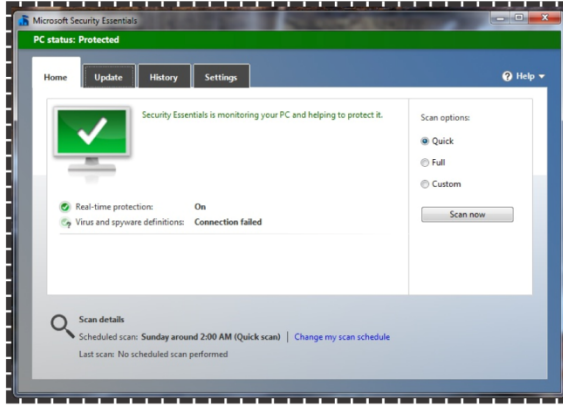 Microsoft Security Essentials
PC status: Protected
Home Update History Settings Help
Security Essentials is monitoring your PC and helping to protect it.
Scan options:
Quick
Full
Custom
Scan now
Real-time protection: On
Virus and spyware definitions: Connection failed
Scan details
Scheduled scan: Sunday around 2:00 AM (Quick scan) | Change my scan schedule
Last scan: No scheduled scan performed